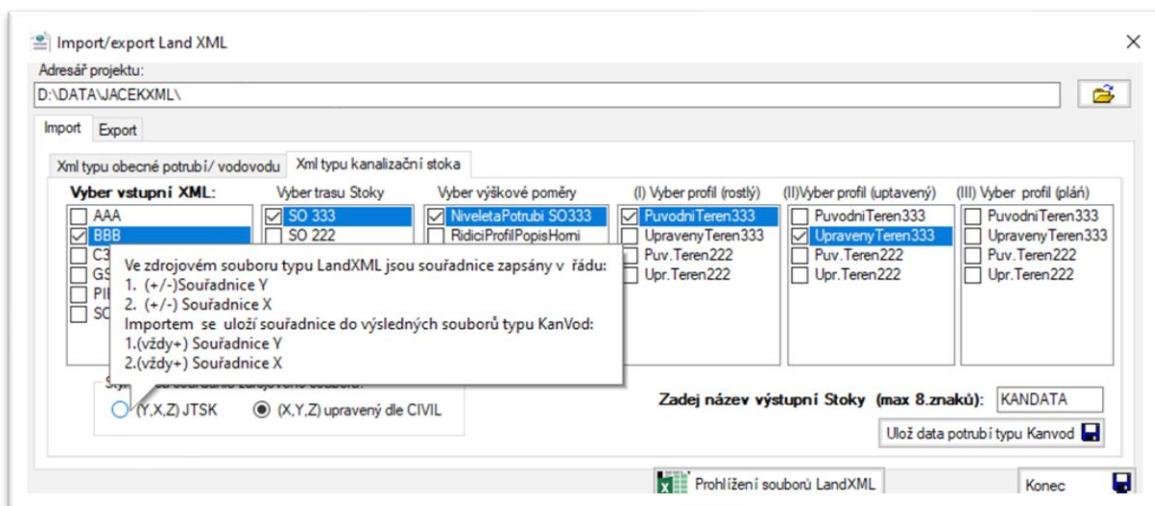 Import/export Land XML
Adresář projektu:
D:\DATA\JACEKXML\
Import Export
Xml typu obecné potrubí/ vodovodu Xml typu kanalizační stoka
Vyber vstupní XML: Vyber trasu Stoky Vyber výškové poměry (I) Vyber profil (rostlý) (II)Vyber profil (uptavený) (III) Vyber profil (pláň)
AAA SO 333 NiveletaPotrubi SO333 PuvodniTeren333 PuvodniTeren333 PuvodniTeren333
BBB SO 222 RidiciProfilPopisHorni UpravenyTeren333 UpravenyTeren333 UpravenyTeren333
Puv.Teren222 Puv.Teren222 Puv.Teren222
Upr.Teren222 Upr.Teren222 Upr.Teren222
Ve zdrojovém souboru typu LandXML jsou souřadnice zapsány v řádu:
1. (+/-)Souřadnice Y
2. (+/-) Souřadnice X
Importem se uloží souřadnice do výsledných souborů typu KanVod:
1.(vždy+) Souřadnice Y
2.(vždy+) Souřadnice X
(Y,X,Z) JTSK (X,Y,Z) upravený dle CIVIL
Zadej název výstupní Stoky (max 8.znaků): KANDATA
Ulož data potrubí typu Kanvod
Prohlížení souborů LandXML Konec